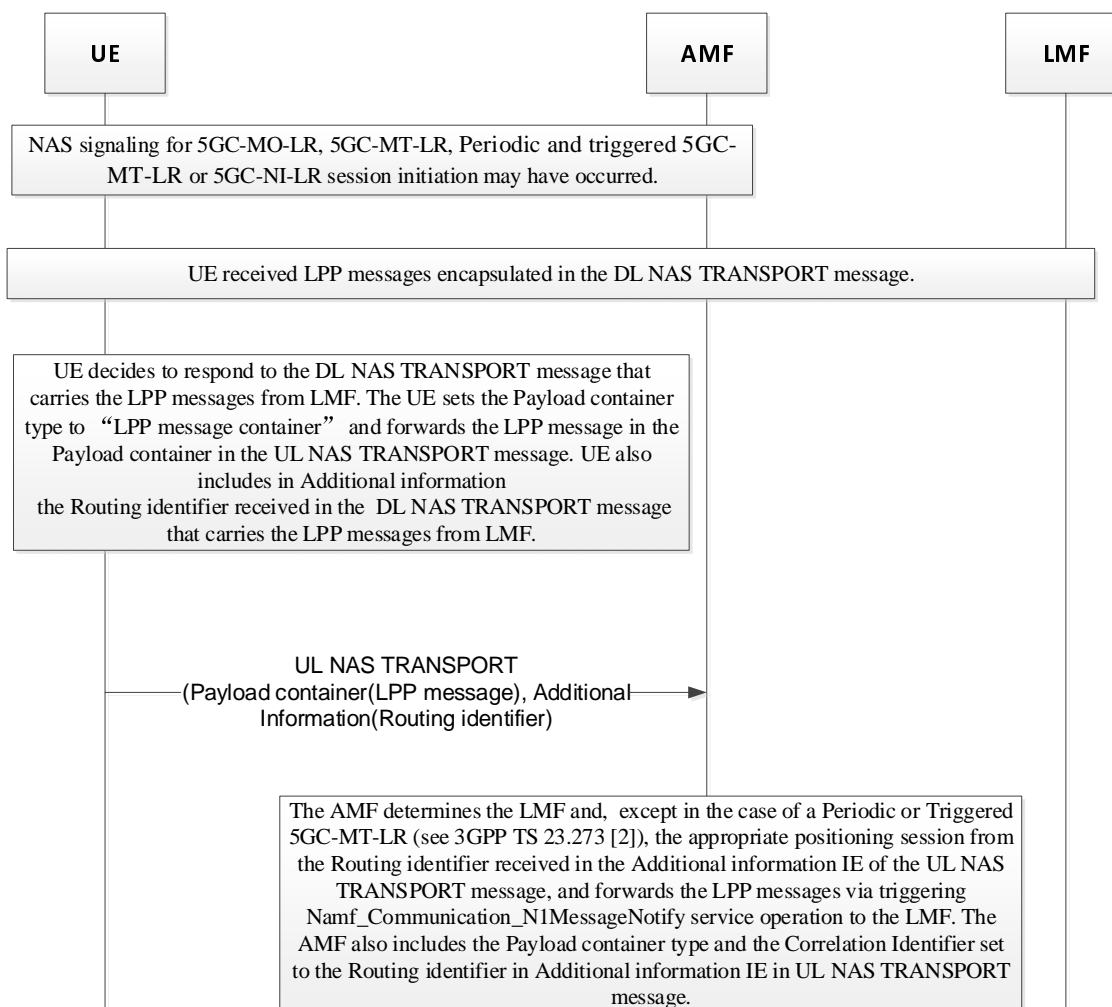 UE
AMF
LMF
NAS signaling for 5GC-MO-LR, 5GC-MT-LR, Periodic and triggered 5GC-
MT-LR or 5GC-NI-LR session initiation may have occurred.
UE received LPP messages encapsulated in the DL NAS TRANSPORT message.
UE decides to respond to the DL NAS TRANSPORT message that
carries the LPP messages from LMF. The UE sets the Payload container
type to “LPP message container” and forwards the LPP message in the
Payload container in the UL NAS TRANSPORT message. UE also
includes in Additional information
the Routing identifier received in the DL NAS TRANSPORT message
that carries the LPP messages from LMF.
UL NAS TRANSPORT
(Payload container(LPP message), Additional
Information(Routing identifier)
The AMF determines the LMF and, except in the case of a Periodic or Triggered
5GC-MT-LR (see 3GPP TS 23.273 [2]), the appropriate positioning session from
the Routing identifier received in the Additional information IE of the UL NAS
TRANSPORT message, and forwards the LPP messages via triggering
Namf_Communication_N1MessageNotify service operation to the LMF. The
AMF also includes the Payload container type and the Correlation Identifier set
to the Routing identifier in Additional information IE in UL NAS TRANSPORT
message.